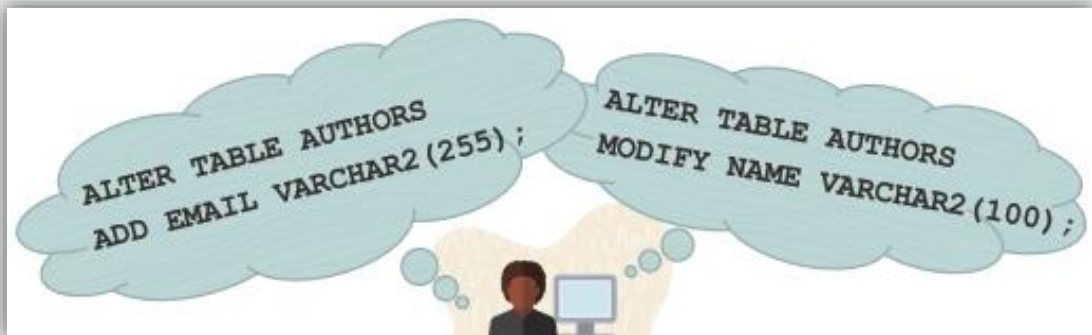 ALTER TABLE AUTHORS
ADD EMAIL VARCHAR2(255);
ALTER TABLE AUTHORS
MODIFY NAME VARCHAR2(100);